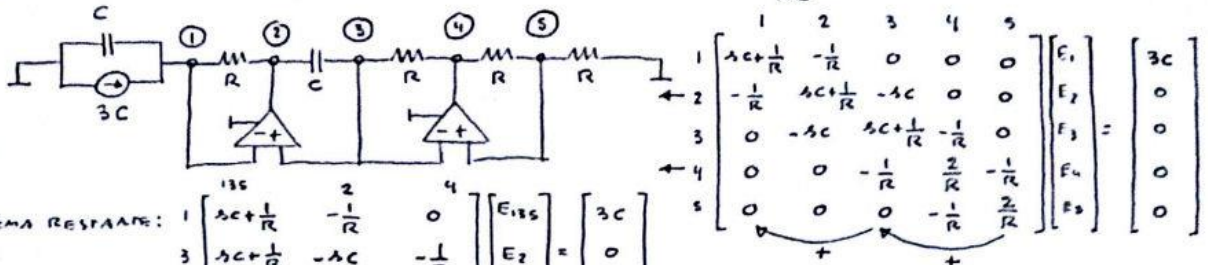 C
3C
① R ② C ③ R ④ R ⑤ R
- +
- +
1 2 3 4 5
1 sc+1/R -1/R 0 0 0 E1 3C
← 2 -1/R sc+1/R -sc 0 0 E2 0
3 0 -sc sc+1/R -1/R 0 E3 = 0
← 4 0 0 -1/R 2/R -1/R E4 0
5 0 0 0 -1/R 2/R E5 0
+ +
135 2 4
RESTANTE: 1 sc+1/R -1/R 0 E135 3C
3 sc+1/R -sc -1 E2 = 0